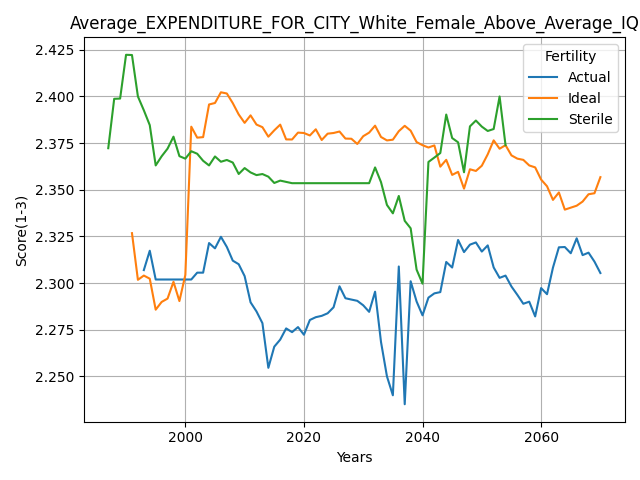 Average_EXPENDITURE_FOR_CITY_White_Female_Above_Average_IQ
Fertility
Actual
Ideal
Sterile
Score(1-3)
2.425
2.400
2.375
2.350
2.325
2.300
2.275
2.250
2000
2020
2040
2060
Years